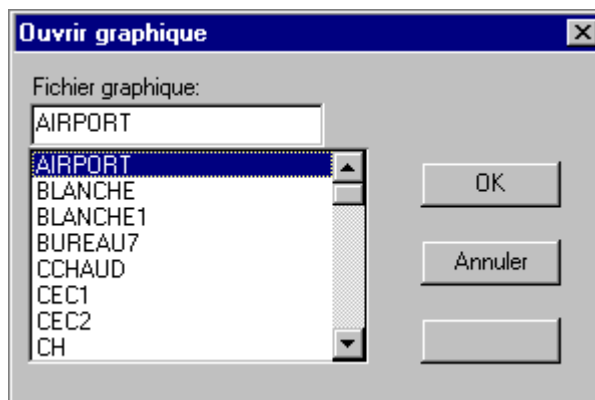 Ouvrir graphique
Fichier graphique:
AIRPORT
AIRPORT
BLANCHE
BLANCHE1
BUREAU7
CCHAUD
CEC1
CEC2
CH
OK
Annuler